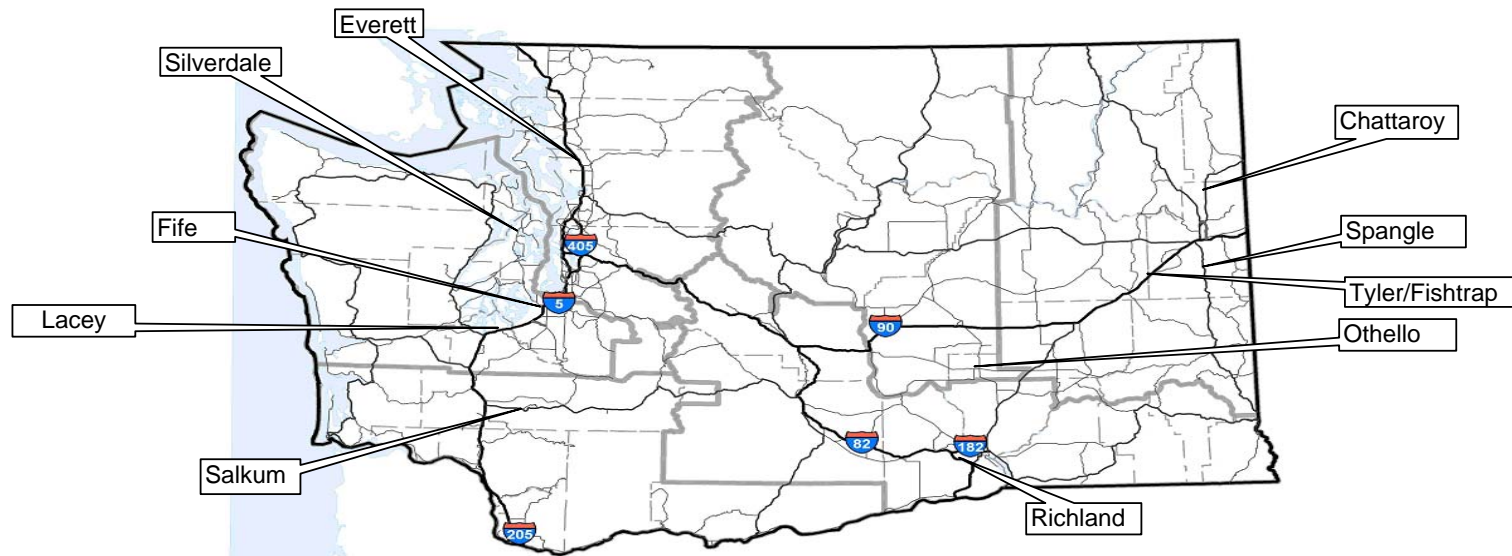 Everett
Silverdale
Chattaroy
Fife
Spangle
405
Tyler/Fishtrap
5
Lacey
90
Othello
82
182
Salkum
Richland
205